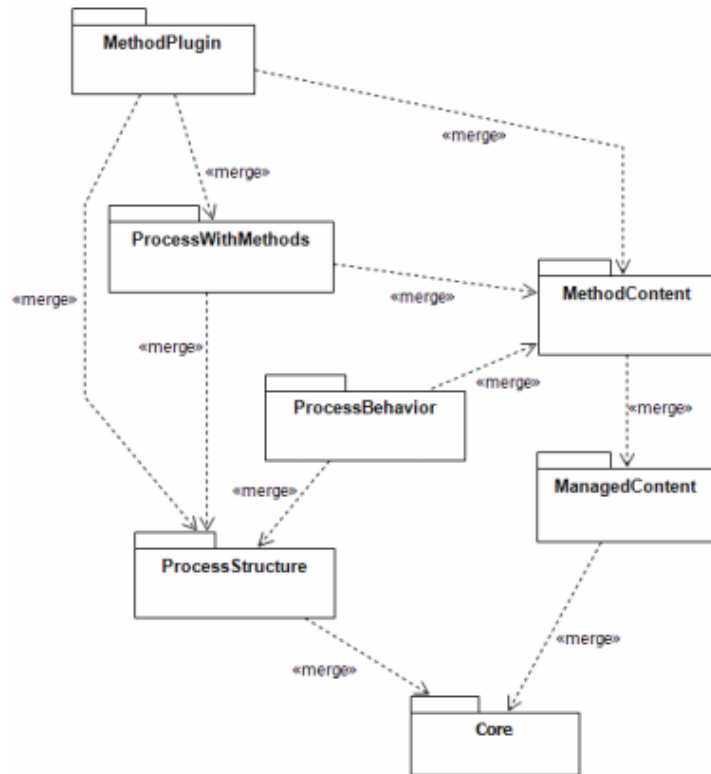 MethodPlugin
«merge»
«merge»
ProcessWithMethods
«merge»
«merge»
MethodContent
«merge»
«merge»
ProcessBehavior
«merge»
«merge»
ManagedContent
ProcessStructure
«merge»
«merge»
Core